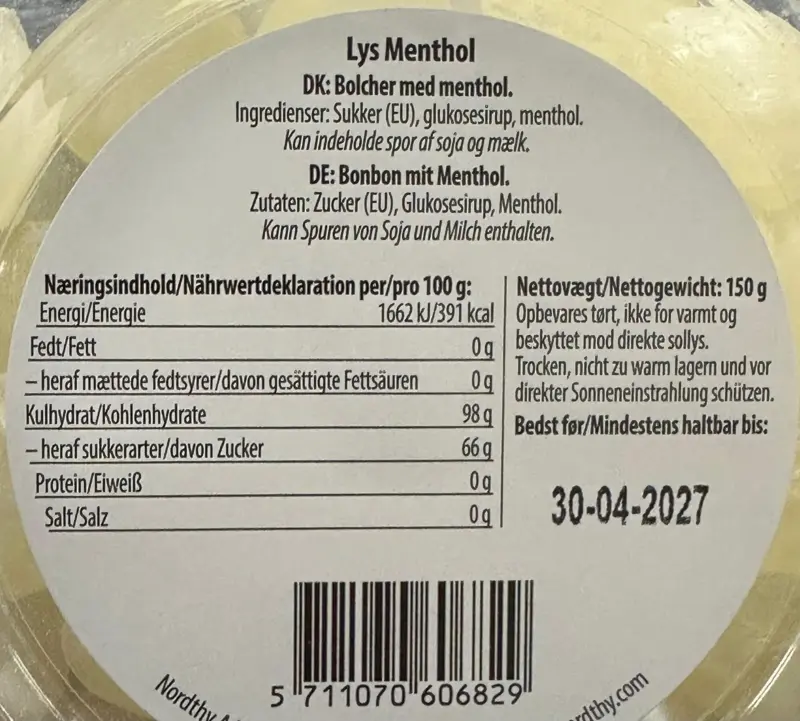 Lys Menthol
DK: Bolcher med menthol.
Ingredienser: Sukker (EU), glukosesirup, menthol.
Kan indeholde spor af soja og mælk.
DE: Bonbon mit Menthol.
Zutaten: Zucker (EU), Glukosesirup, Menthol.
Kann Spuren von Soja und Milch enthalten.
Næringsindhold/Nährwertdeklaration per/pro 100 g:
Energi/Energie 1662 kJ/391 kcal
Fedt/Fett 0 g
– heraf mættede fedtsyrer/davon gesättigte Fettsäuren 0 g
Kulhydrat/Kohlenhydrate 98 g
– heraf sukkerarter/davon Zucker 66 g
Protein/Eiweiß 0 g
Salt/Salz 0 g
Nettovægt/Nettogewicht: 150 g
Opbevares tørt, ikke for varmt og
beskyttet mod direkte sollys.
Trocken, nicht zu warm lagern und vor
direkter Sonneneinstrahlung schützen.
Bedst før/Mindestens haltbar bis:
30-04-2027
5 711070 606829
Nordthy
rdthy.com